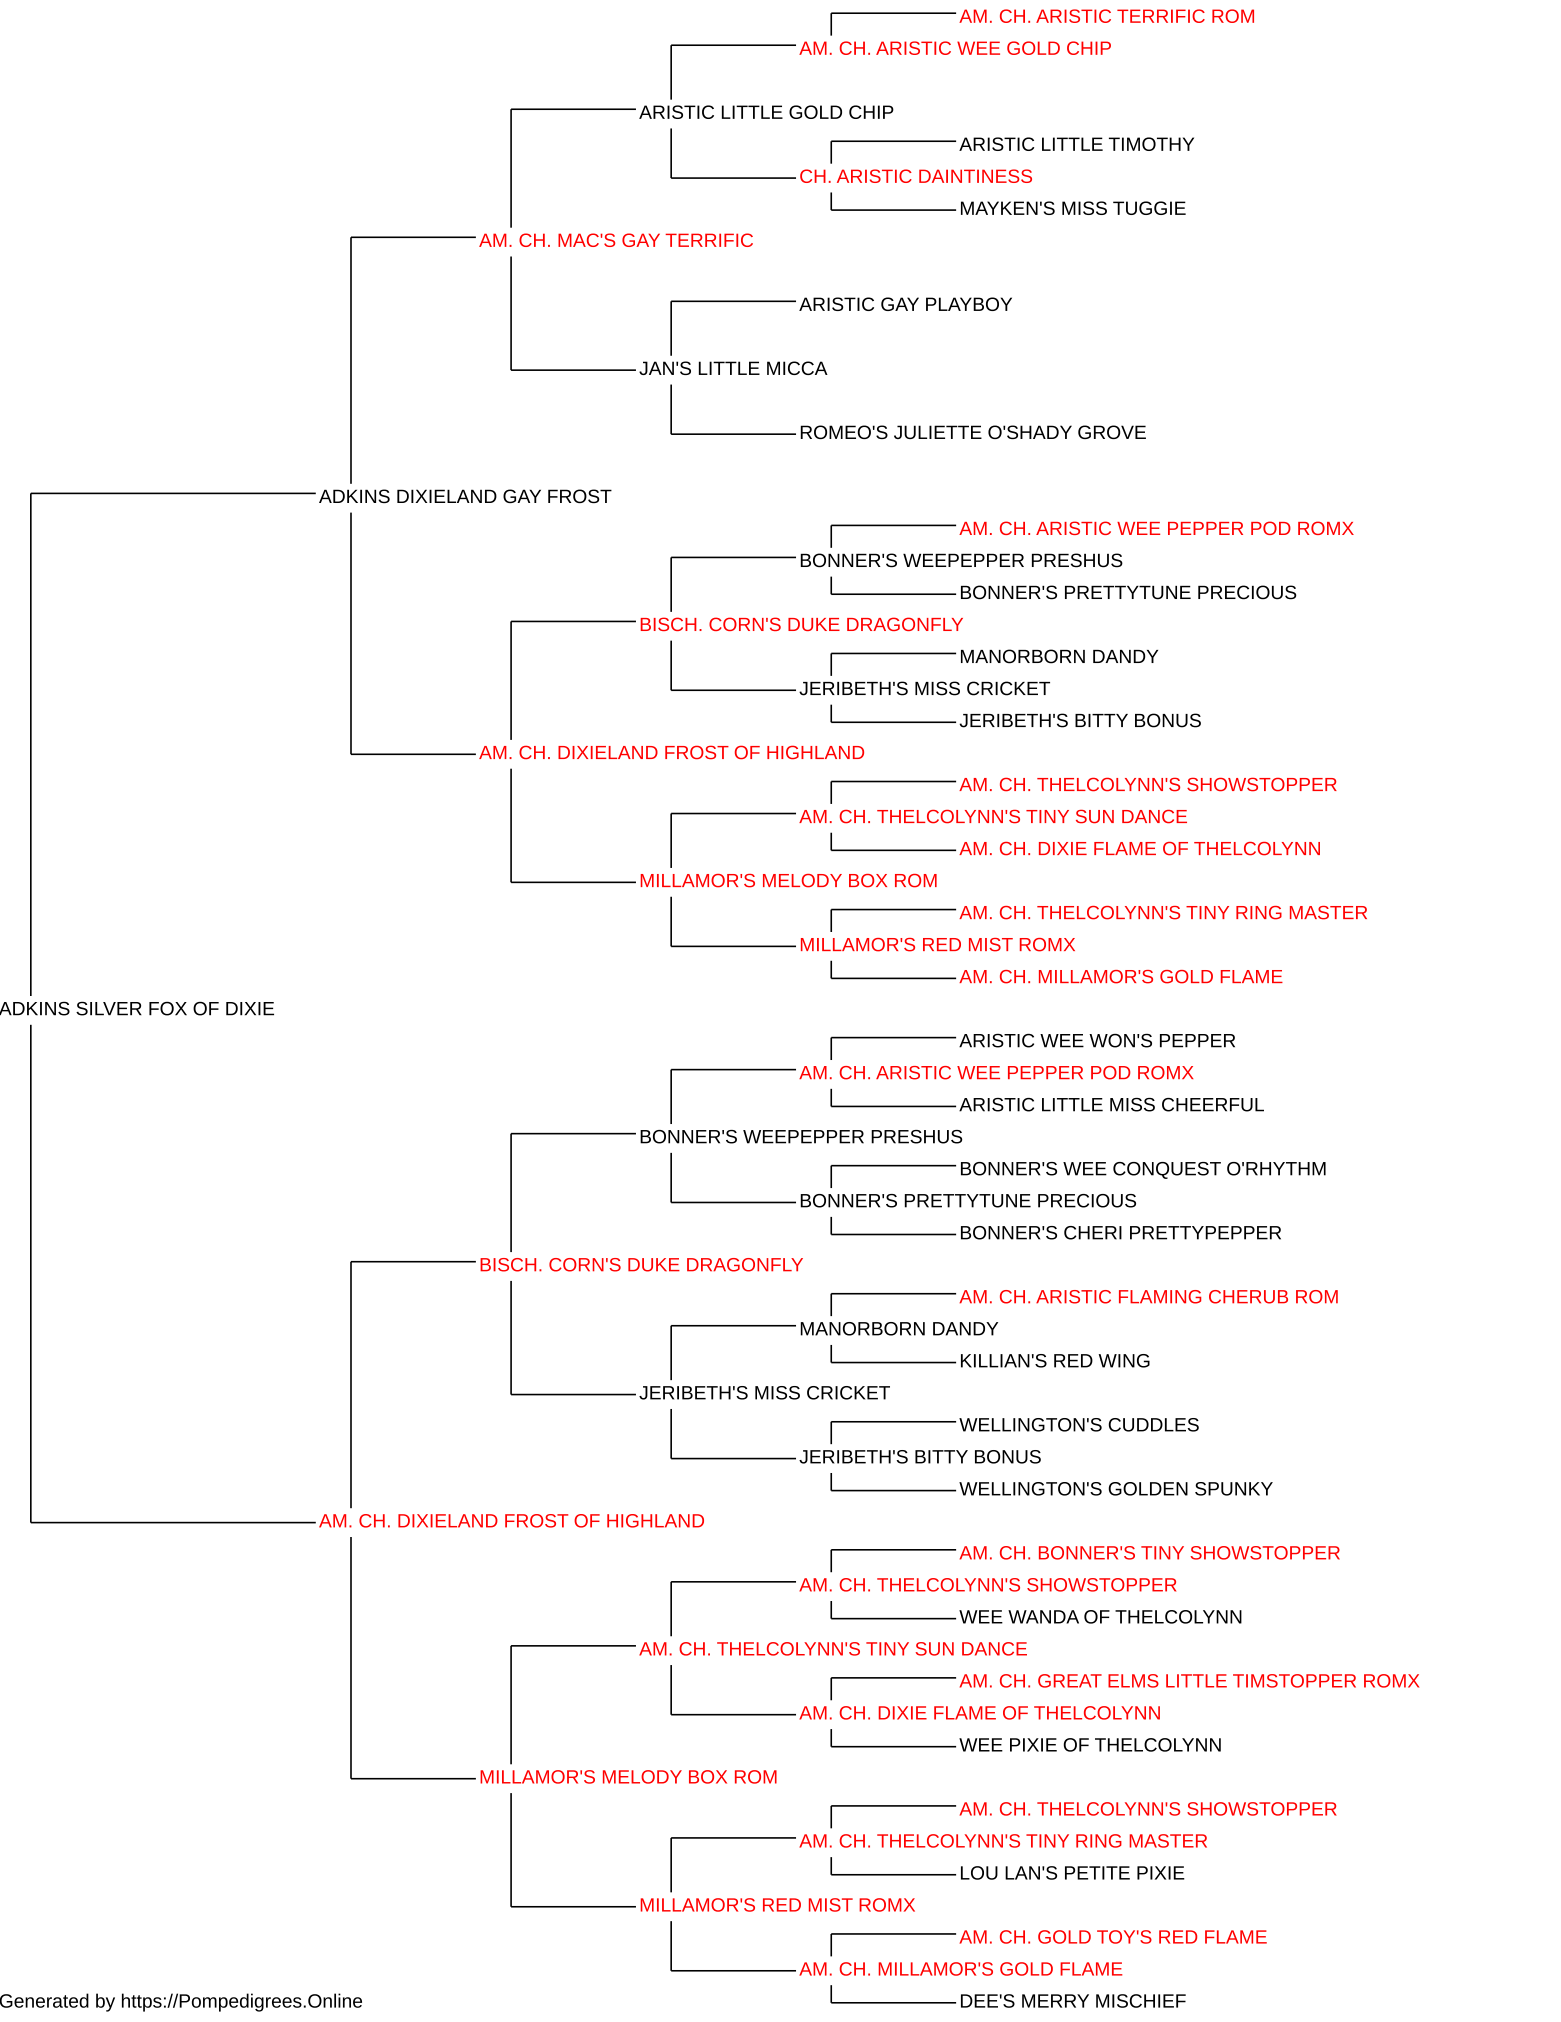 AM. CH. ARISTIC TERRIFIC ROM
AM. CH. ARISTIC WEE GOLD CHIP
ARISTIC LITTLE GOLD CHIP
ARISTIC LITTLE TIMOTHY
CH. ARISTIC DAINTINESS
MAYKEN'S MISS TUGGIE
AM. CH. MAC'S GAY TERRIFIC
ARISTIC GAY PLAYBOY
JAN'S LITTLE MICCA
ROMEO'S JULIETTE O'SHADY GROVE
ADKINS DIXIELAND GAY FROST
AM. CH. ARISTIC WEE PEPPER POD ROMX
BONNER'S WEEPEPPER PRESHUS
BONNER'S PRETTYTUNE PRECIOUS
BISCH. CORN'S DUKE DRAGONFLY
MANORBORN DANDY
JERIBETH'S MISS CRICKET
JERIBETH'S BITTY BONUS
AM. CH. DIXIELAND FROST OF HIGHLAND
AM. CH. THELCOLYNN'S SHOWSTOPPER
AM. CH. THELCOLYNN'S TINY SUN DANCE
AM. CH. DIXIE FLAME OF THELCOLYNN
MILLAMOR'S MELODY BOX ROM
AM. CH. THELCOLYNN'S TINY RING MASTER
MILLAMOR'S RED MIST ROMX
AM. CH. MILLAMOR'S GOLD FLAME
ADKINS SILVER FOX OF DIXIE
ARISTIC WEE WON'S PEPPER
AM. CH. ARISTIC WEE PEPPER POD ROMX
ARISTIC LITTLE MISS CHEERFUL
BONNER'S WEEPEPPER PRESHUS
BONNER'S WEE CONQUEST O'RHYTHM
BONNER'S PRETTYTUNE PRECIOUS
BONNER'S CHERI PRETTYPEPPER
BISCH. CORN'S DUKE DRAGONFLY
AM. CH. ARISTIC FLAMING CHERUB ROM
MANORBORN DANDY
KILLIAN'S RED WING
JERIBETH'S MISS CRICKET
WELLINGTON'S CUDDLES
JERIBETH'S BITTY BONUS
WELLINGTON'S GOLDEN SPUNKY
AM. CH. DIXIELAND FROST OF HIGHLAND
AM. CH. BONNER'S TINY SHOWSTOPPER
AM. CH. THELCOLYNN'S SHOWSTOPPER
WEE WANDA OF THELCOLYNN
AM. CH. THELCOLYNN'S TINY SUN DANCE
AM. CH. GREAT ELMS LITTLE TIMSTOPPER ROMX
AM. CH. DIXIE FLAME OF THELCOLYNN
WEE PIXIE OF THELCOLYNN
MILLAMOR'S MELODY BOX ROM
AM. CH. THELCOLYNN'S SHOWSTOPPER
AM. CH. THELCOLYNN'S TINY RING MASTER
LOU LAN'S PETITE PIXIE
MILLAMOR'S RED MIST ROMX
AM. CH. GOLD TOY'S RED FLAME
AM. CH. MILLAMOR'S GOLD FLAME
DEE'S MERRY MISCHIEF
Generated by https://Pompedigrees.Online